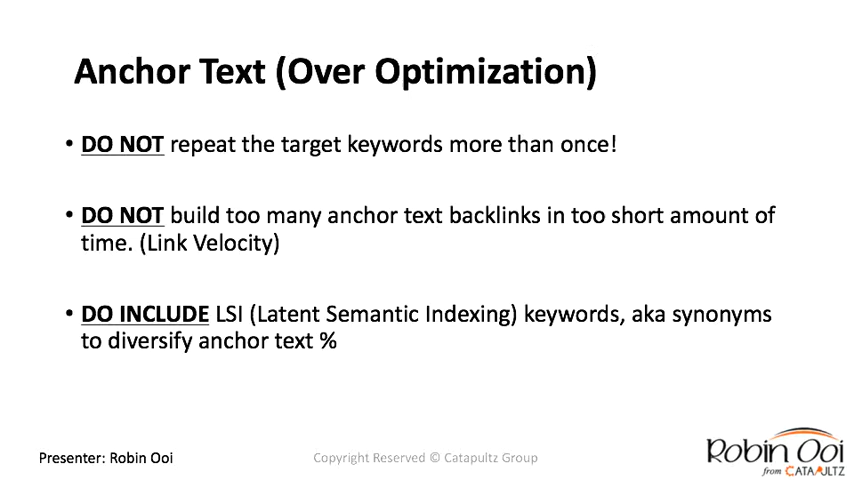 Anchor Text (Over Optimization)
• DO NOT repeat the target keywords more than once!
• DO NOT build too many anchor text backlinks in too short amount of
time. (Link Velocity)
• DO INCLUDE LSI (Latent Semantic Indexing) keywords, aka synonyms
to diversify anchor text %
Presenter: Robin Ooi
Copyright Reserved © Catapultz Group
Robin Ooi
from CATAPULTZ